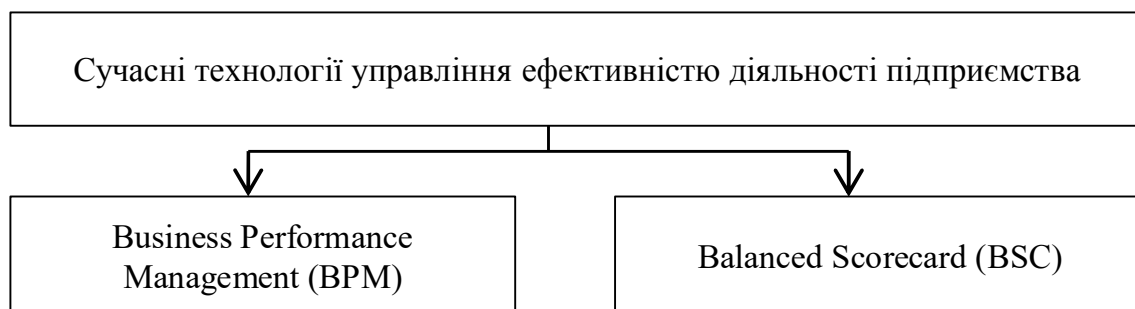 Сучасні технології управління ефективністю діяльності підприємства
Business Performance
Management (BPM)
Balanced Scorecard (BSC)